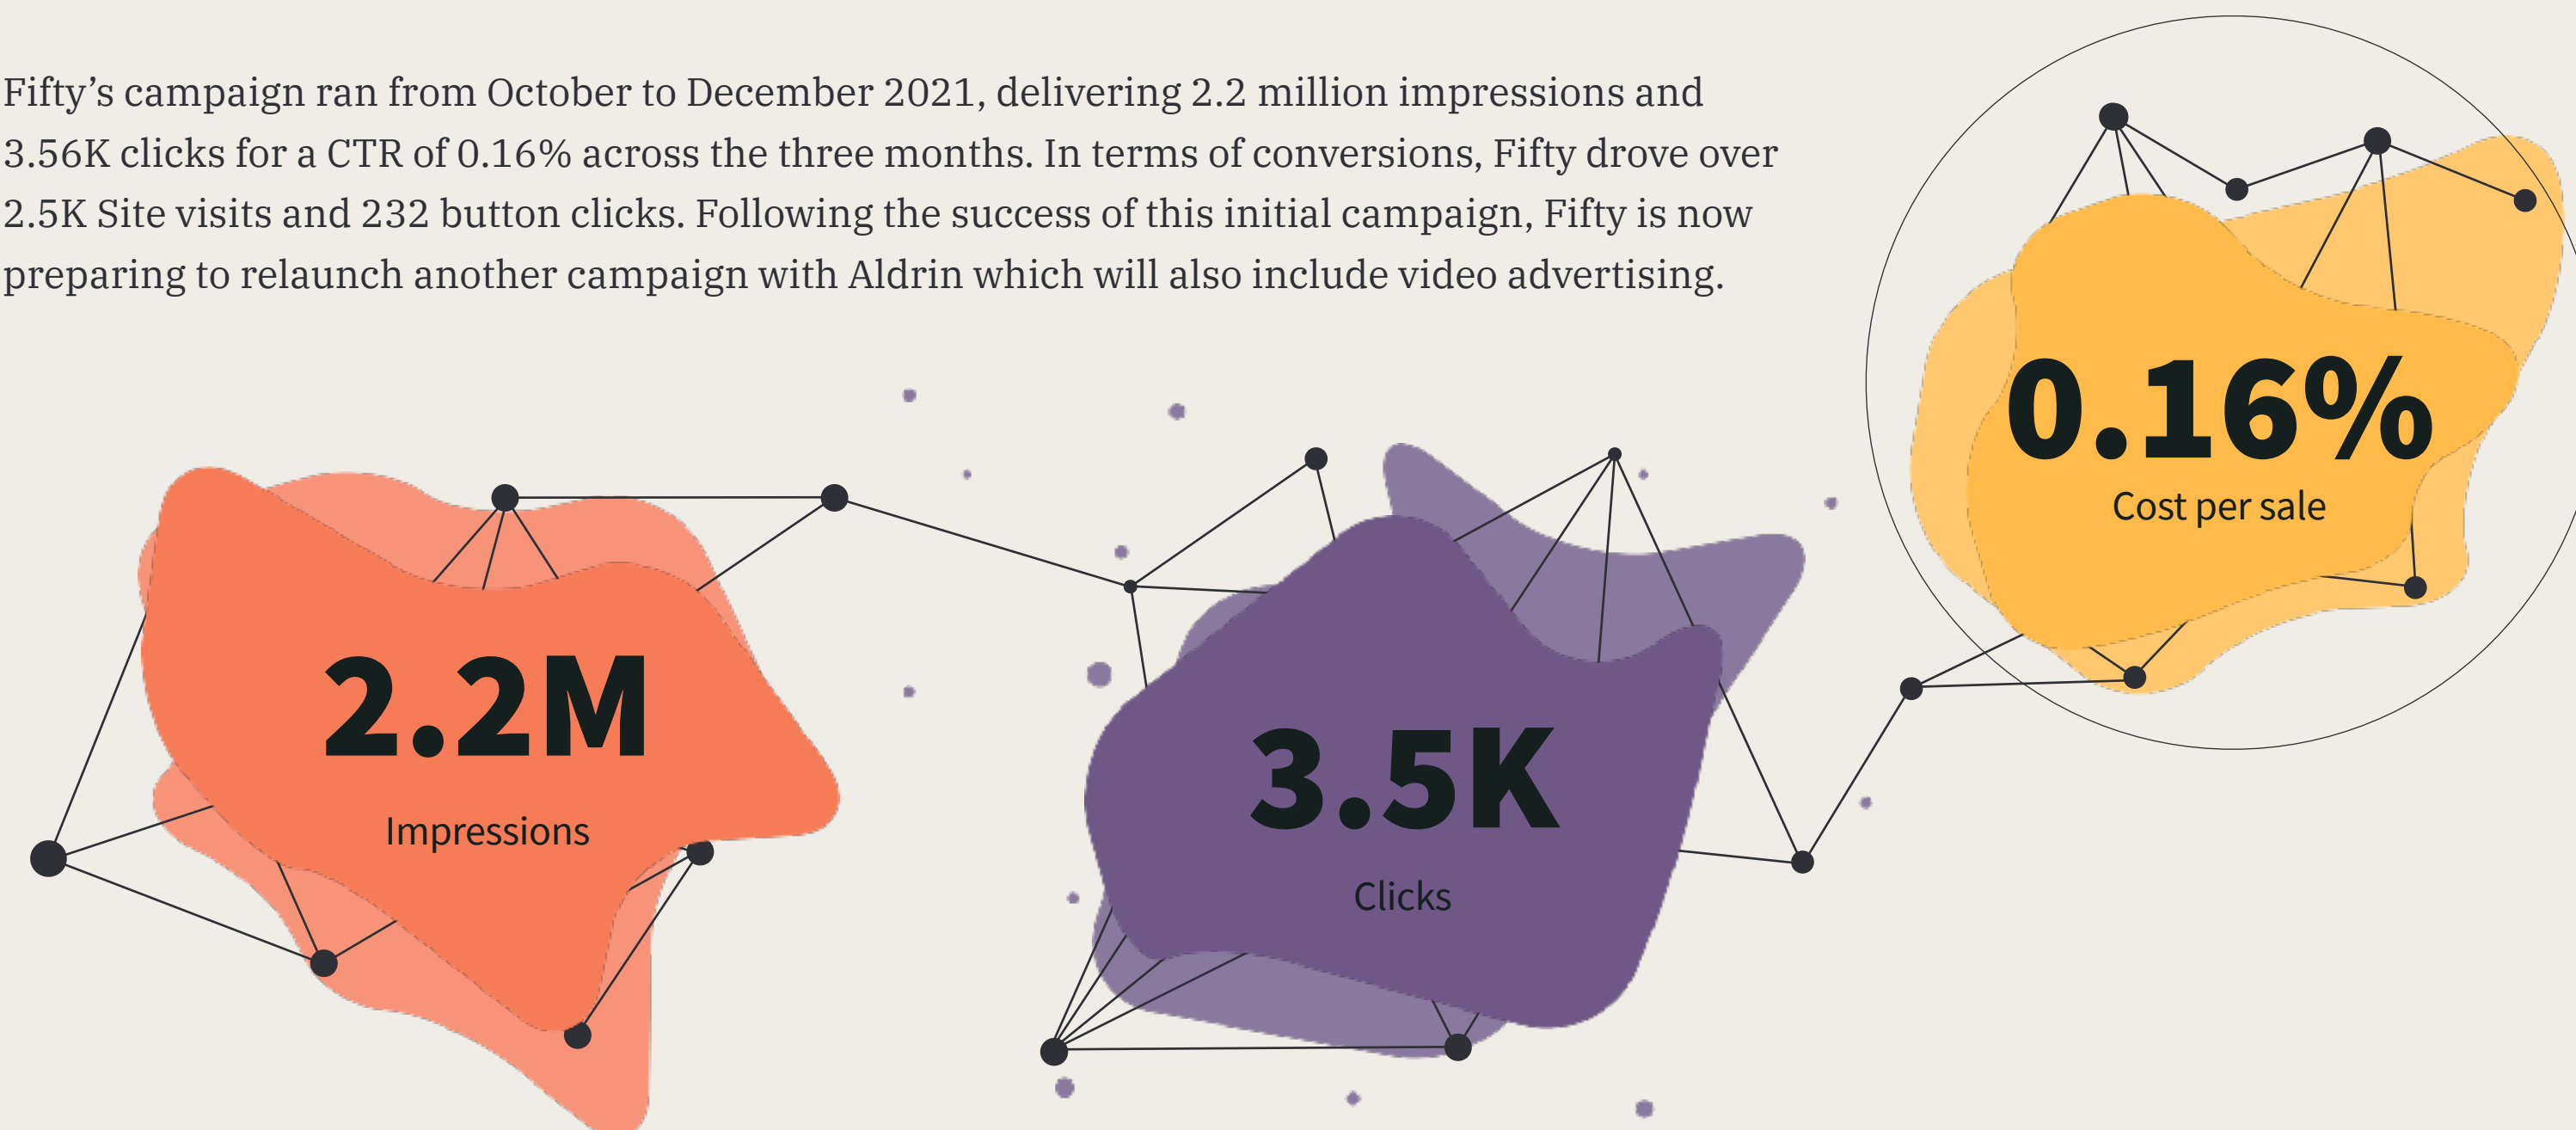 Fifty’s campaign ran from October to December 2021, delivering 2.2 million impressions and
3.56K clicks for a CTR of 0.16% across the three months. In terms of conversions, Fifty drove over
2.5K Site visits and 232 button clicks. Following the success of this initial campaign, Fifty is now
preparing to relaunch another campaign with Aldrin which will also include video advertising.
2.2M
Impressions
3.5K
Clicks
0.16%
Cost per sale